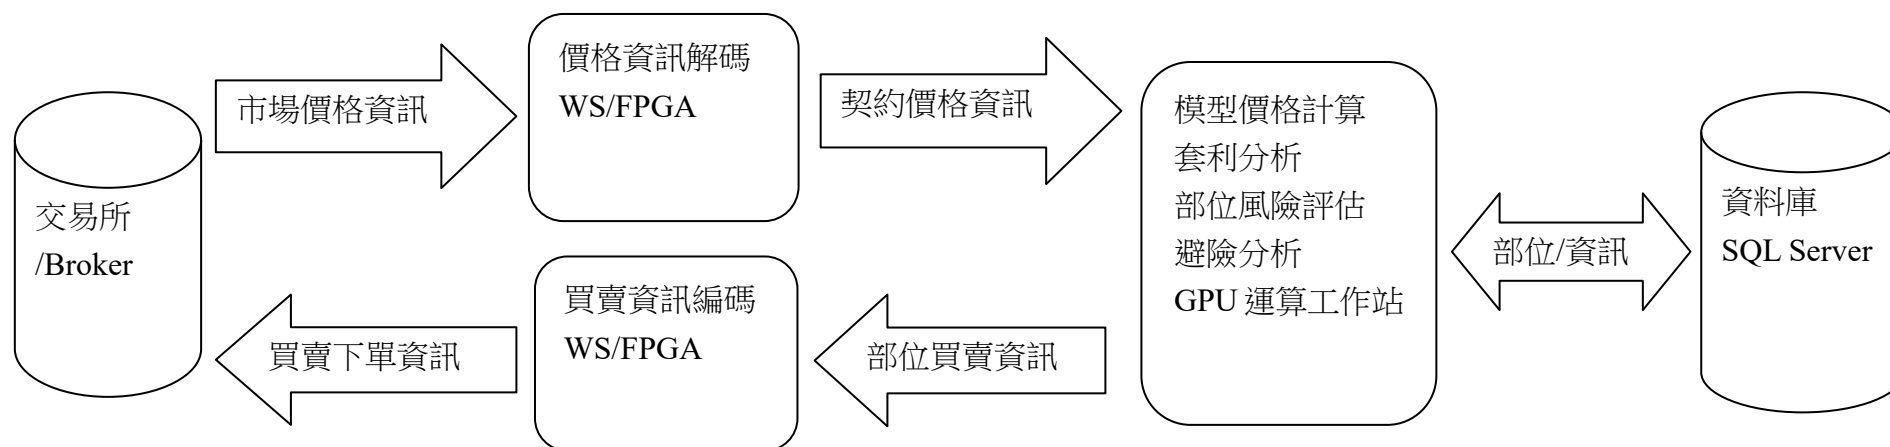 交易所
/Broker
市場價格資訊
價格資訊解碼
WS/FPGA
契約價格資訊
模型價格計算
套利分析
部位風險評估
避險分析
GPU 運算工作站
部位/資訊
資料庫
SQL Server
部位買賣資訊
買賣資訊編碼
WS/FPGA
買賣下單資訊